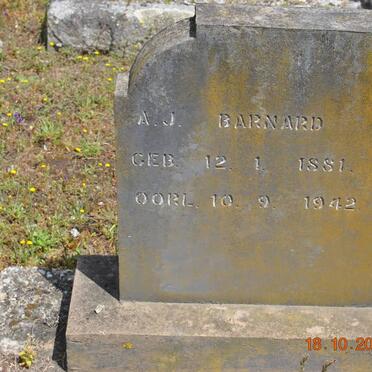 A.J. BARNARD
GEB. 12. 1. 1881.
OORL. 10. 9. 1942.
18.10.20